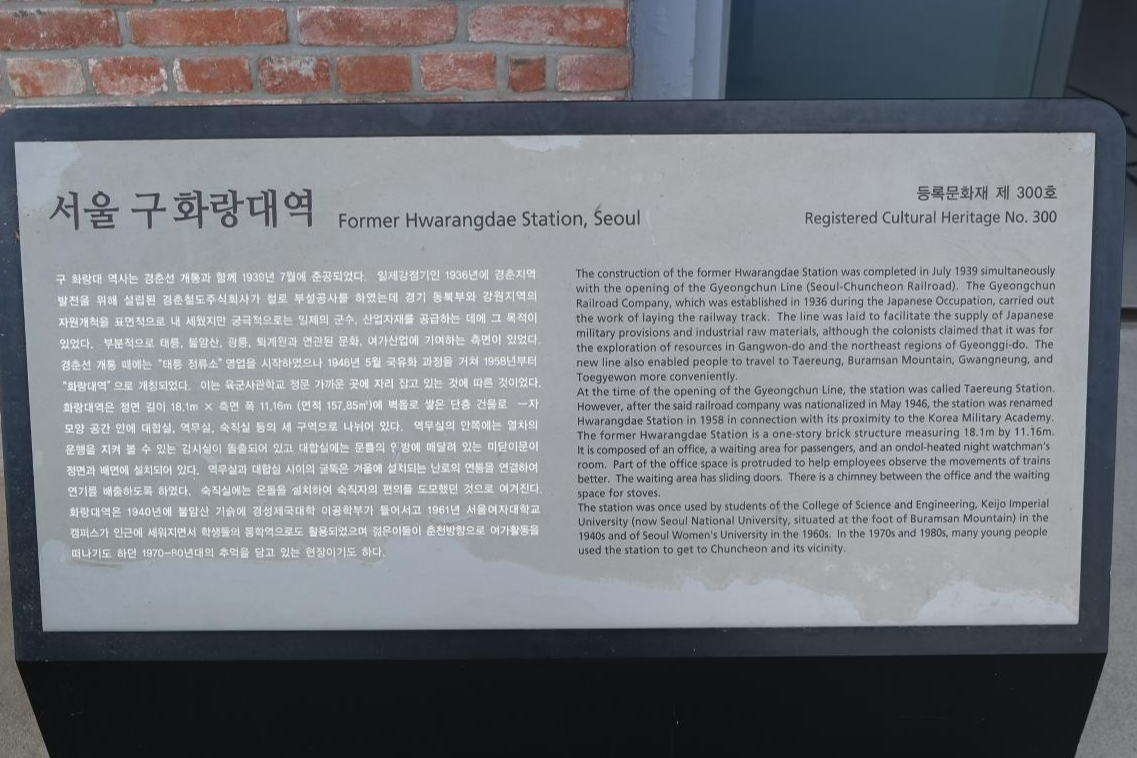 서울 구 화랑대역 Former Hwarangdae Station, Seoul
등록문화재 제 300호
Registered Cultural Heritage No. 300
구 화랑대 역사는 경춘선 개통과 함께 1939년 7월에 준공되었다. 일제강점기인 1936년에 경춘지역
발전을 위해 설립된 경춘철도주식회사가 철로 부설공사를 하였는데 경기 동북부와 강원지역의
자원개척을 표면적으로 내 세웠지만 궁극적으로는 일제의 군수, 산업자재를 공급하는 데에 그 목적이
있었다. 부분적으로 태릉, 불암산, 광릉, 퇴계원과 연관된 문화, 여가산업에 기여하는 측면이 있었다.
경춘선 개통 때에는 “태릉 정류소” 영업을 시작하였으나 1946년 5월 국유화 과정을 거쳐 1958년부터
“화랑대역” 으로 개칭되었다. 이는 육군사관학교 정문 가까운 곳에 자리 잡고 있는 것에 따른 것이었다.
화랑대역은 정면 길이 18.1m × 측면 폭 11.16m (면적 157.85㎡)에 벽돌로 쌓은 단층 건물로 一자
모양 공간 안에 대합실, 역무실, 숙직실 등의 세 구역으로 나뉘어 있다. 역무실의 안쪽에는 열차의
운행을 지켜 볼 수 있는 감시실이 돌출되어 있고 대합실에는 문틀의 안방에 매달려 있는 미닫이문이
정면과 배면에 설치되어 있다. 역무실과 대합실 사이의 굴뚝은 겨울에 설치되는 난로의 연통을 연결하여
연기를 배출하도록 하였다. 숙직실에는 온돌을 설치하여 숙직자의 편의를 도모했던 것으로 여겨진다.
화랑대역은 1940년에 불암산 기슭에 경성제국대학 이공학부가 들어서고 1961년 서울여자대학교
캠퍼스가 인근에 세워지면서 학생들의 통학역으로도 활용되었으며 젊은이들이 춘천방향으로 여가활동을
떠나기도 하던 1970-80년대의 추억을 담고 있는 현장이기도 하다.
The construction of the former Hwarangdae Station was completed in July 1939 simultaneously
with the opening of the Gyeongchun Line (Seoul-Chuncheon Railroad). The Gyeongchun
Railroad Company, which was established in 1936 during the Japanese Occupation, carried out
the work of laying the railway track. The line was laid to facilitate the supply of Japanese
military provisions and industrial raw materials, although the colonists claimed that it was for
the exploration of resources in Gangwon-do and the northeast regions of Gyeonggi-do. The
new line also enabled people to travel to Taereung, Buramsan Mountain, Gwangneung, and
Toegyewon more conveniently.
At the time of the opening of the Gyeongchun Line, the station was called Taereung Station.
However, after the said railroad company was nationalized in May 1946, the station was renamed
Hwarangdae Station in 1958 in connection with its proximity to the Korea Military Academy.
The former Hwarangdae Station is a one-story brick structure measuring 18.1m by 11.16m.
It is composed of an office, a waiting area for passengers, and an ondol-heated night watchman's
room. Part of the office space is protruded to help employees observe the movements of trains
better. The waiting area has sliding doors. There is a chimney between the office and the waiting
space for stoves.
The station was once used by students of the College of Science and Engineering, Keijo Imperial
University (now Seoul National University, situated at the foot of Buramsan Mountain) in the
1940s and of Seoul Women's University in the 1960s. In the 1970s and 1980s, many young people
used the station to get to Chuncheon and its vicinity.